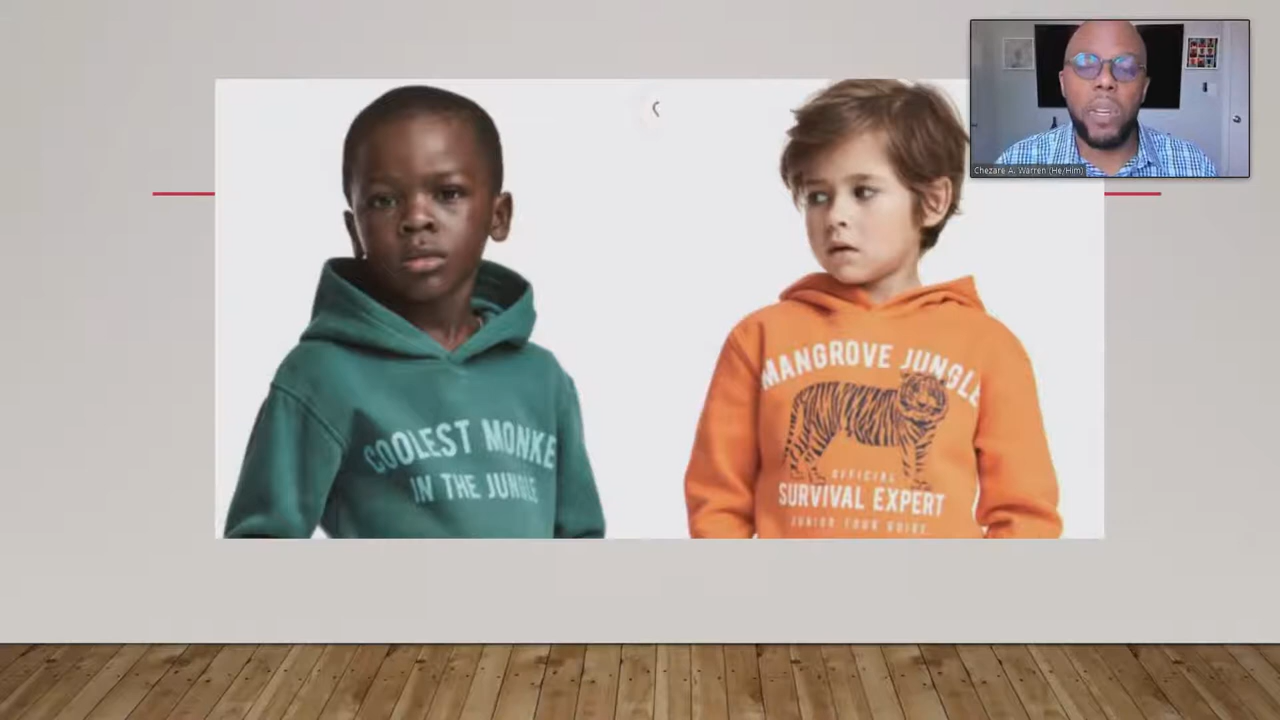 Chezare A. Warren (He/Him)
COOLEST MONKE
IN THE JUNGLE
MANGROVE JUNGLE
OFFICIAL
SURVIVAL EXPERT
JUNIOR TOUR GUIDE